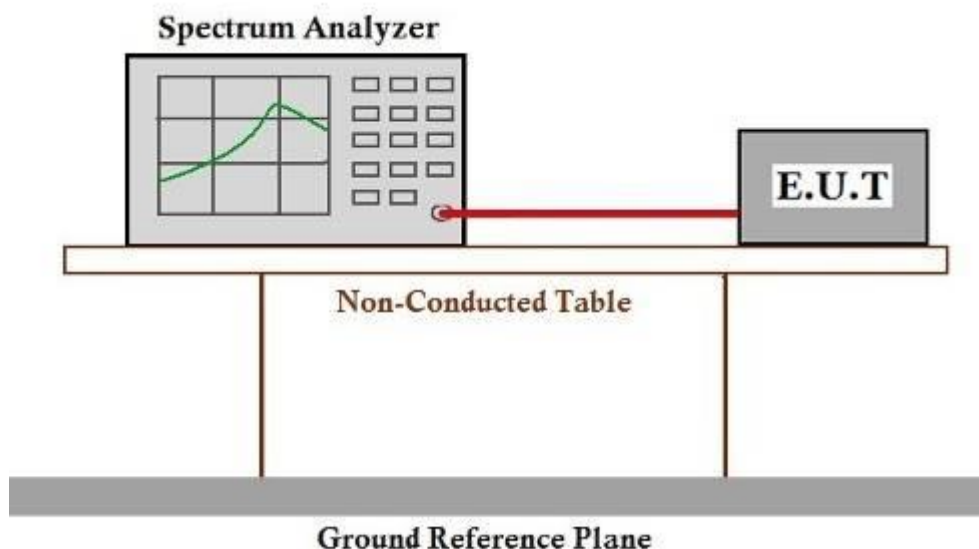 Spectrum Analyzer
E.U.T
Non-Conducted Table
Ground Reference Plane